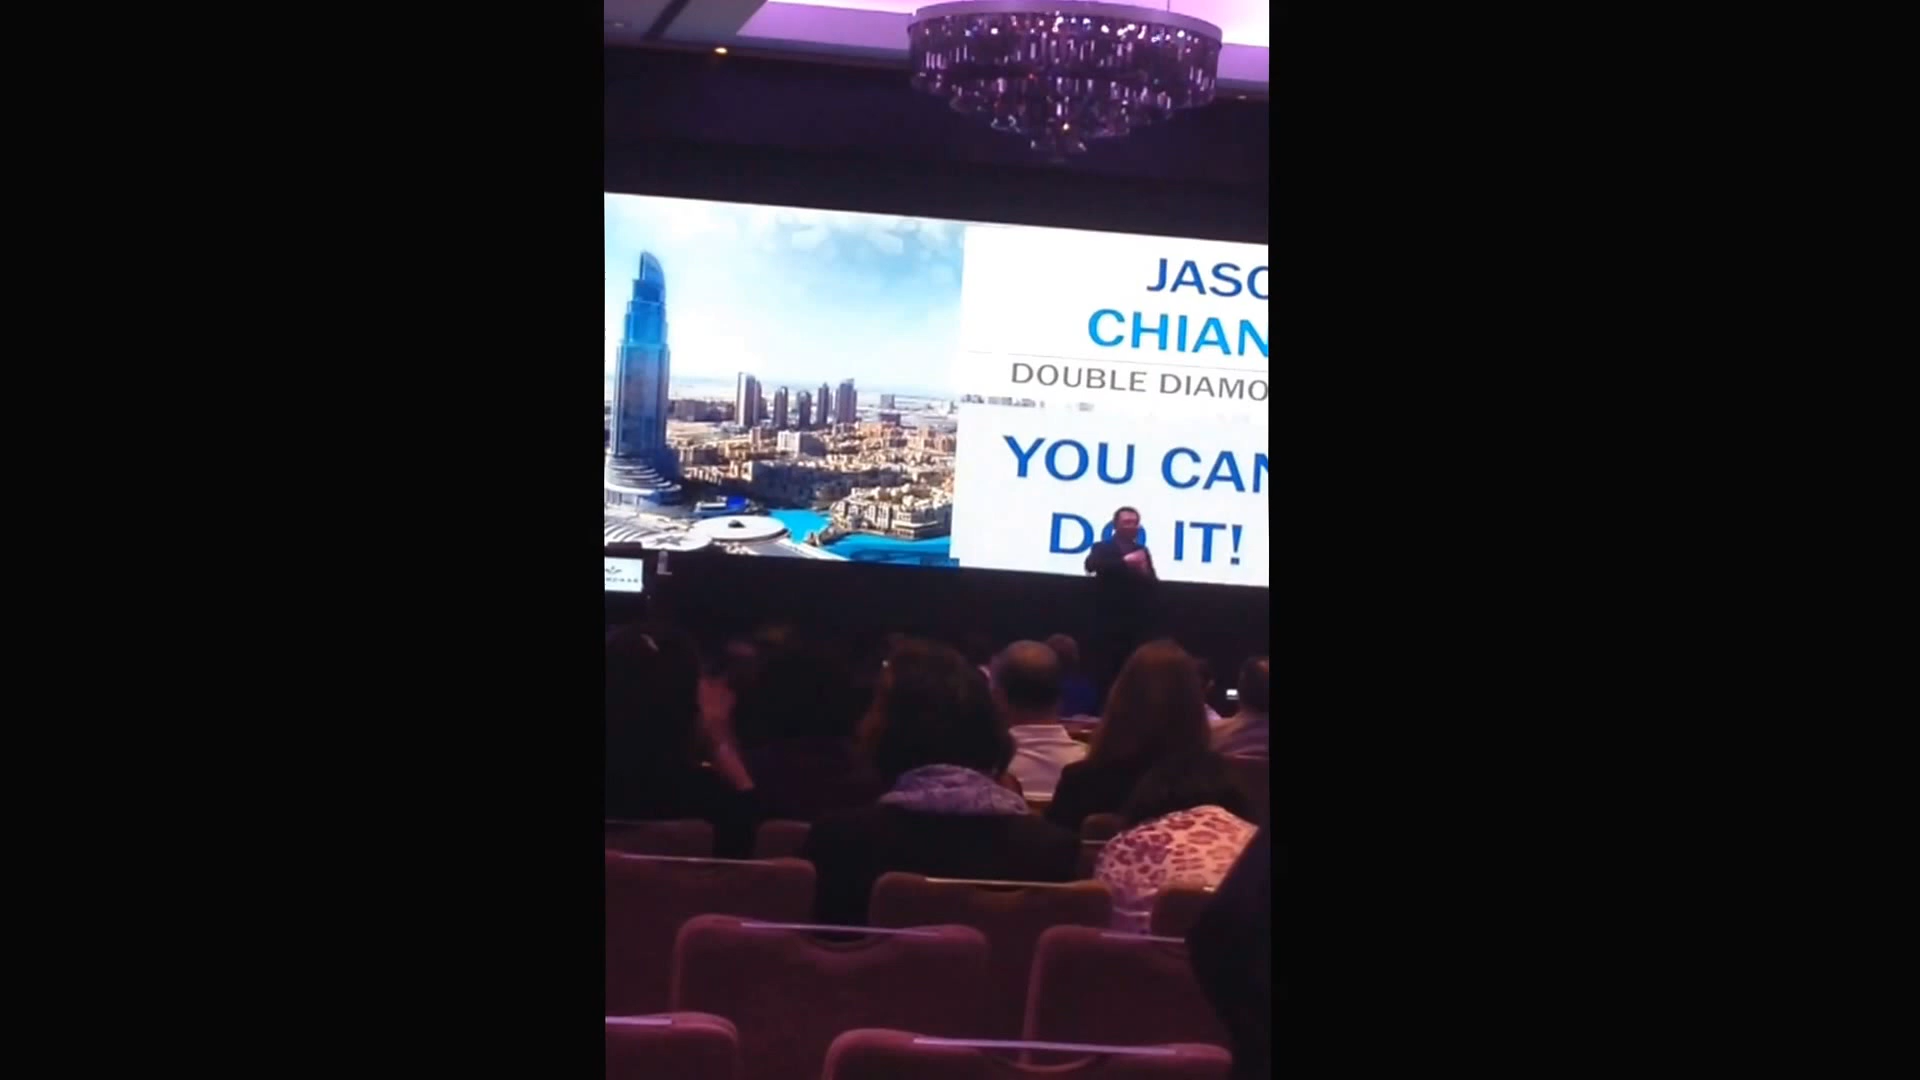 JASO
CHIAN
DOUBLE DIAMO
YOU CAN
DO IT!